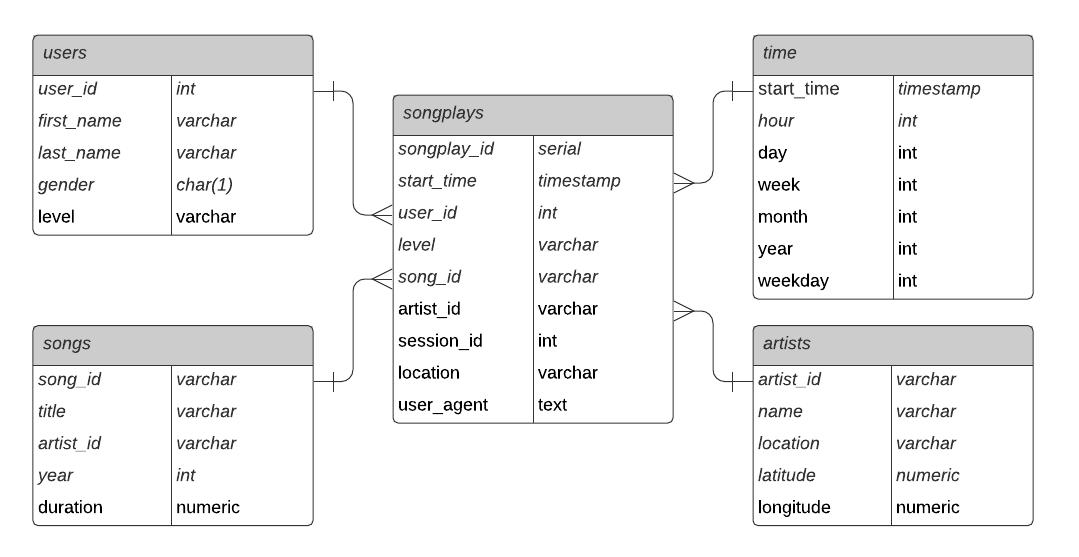 users
user_id int
first_name varchar
last_name varchar
gender char(1)
level varchar
songplays
songplay_id serial
start_time timestamp
user_id int
level varchar
song_id varchar
artist_id varchar
session_id int
location varchar
user_agent text
time
start_time timestamp
hour int
day int
week int
month int
year int
weekday int
songs
song_id varchar
title varchar
artist_id varchar
year int
duration numeric
artists
artist_id varchar
name varchar
location varchar
latitude numeric
longitude numeric